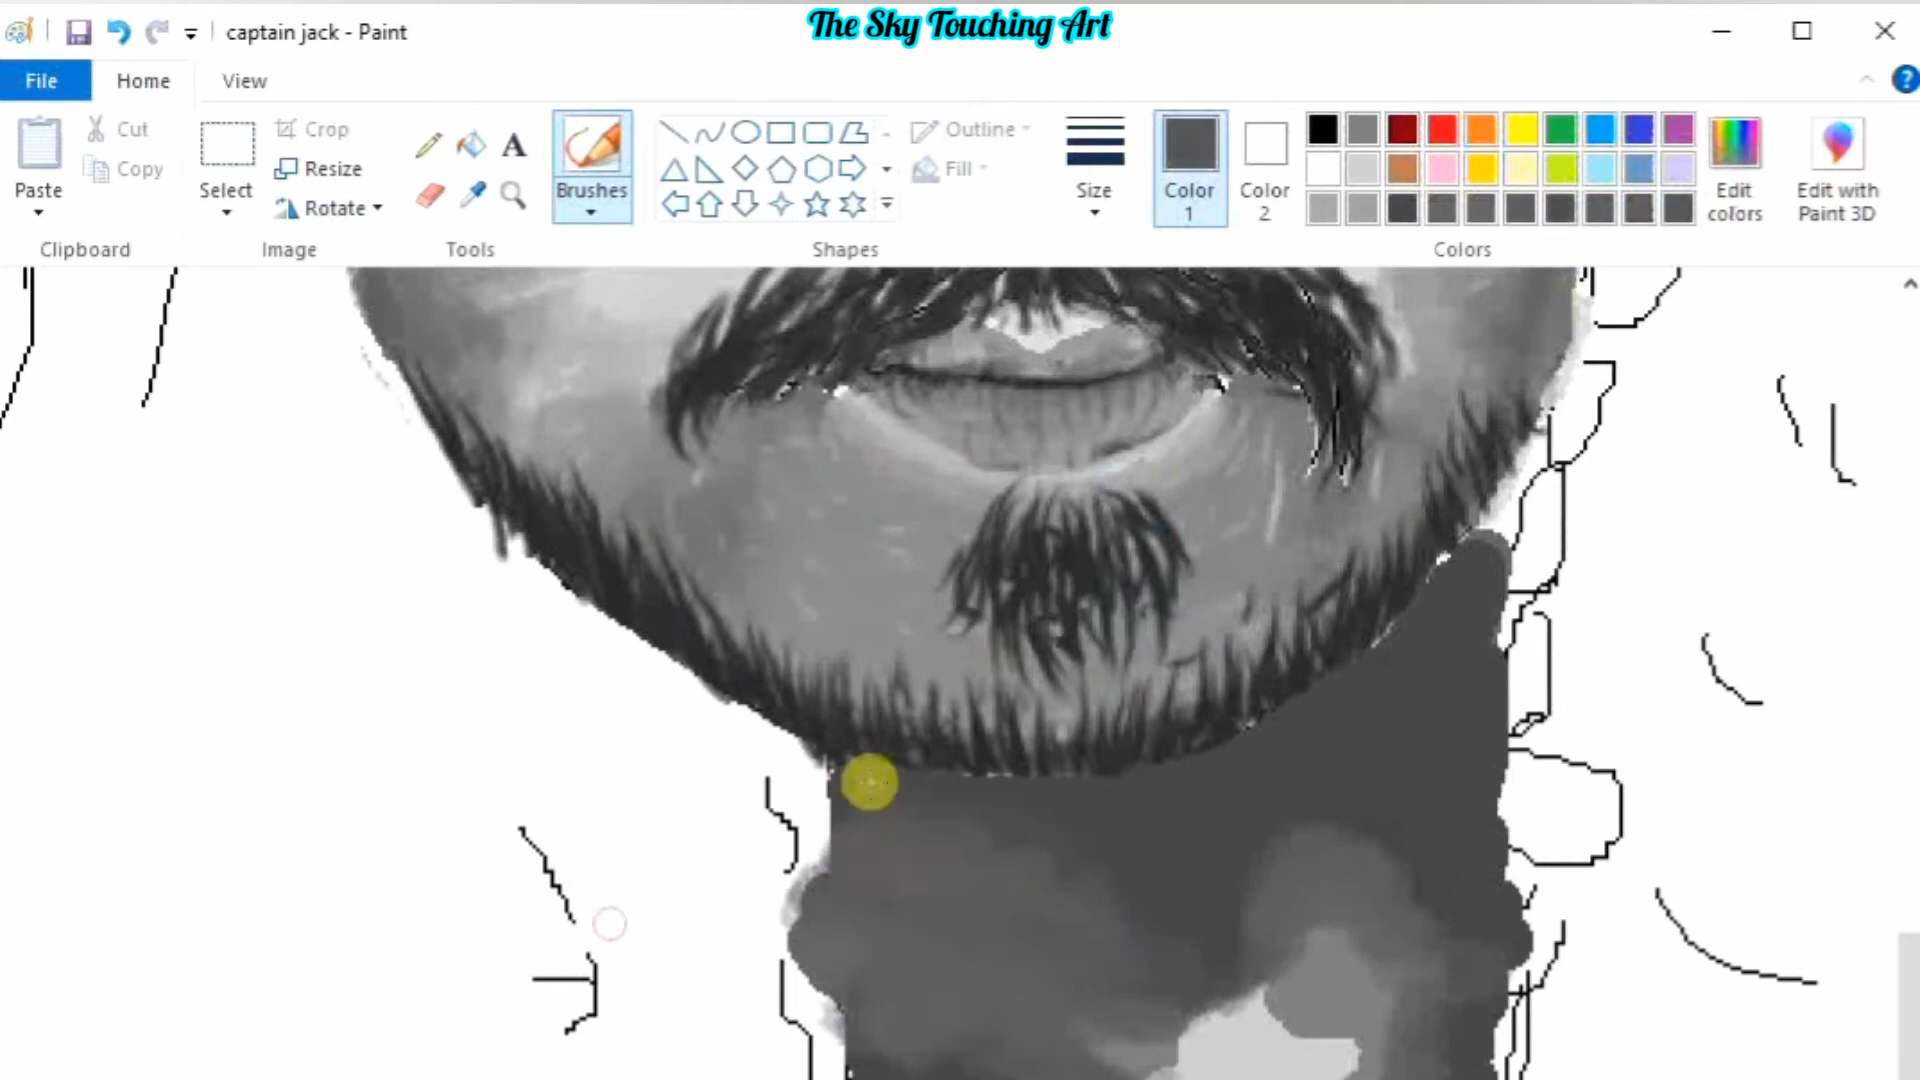 The Sky Touching Art
captain jack - Paint
File Home View
Paste
Cut
Copy
Clipboard
Select
Crop
Resize
Rotate
Image
A
Tools
Brushes
Outline
Fill
Shapes
Size
Color 1
Color 2
Edit colors
Edit with Paint 3D
Colors
?